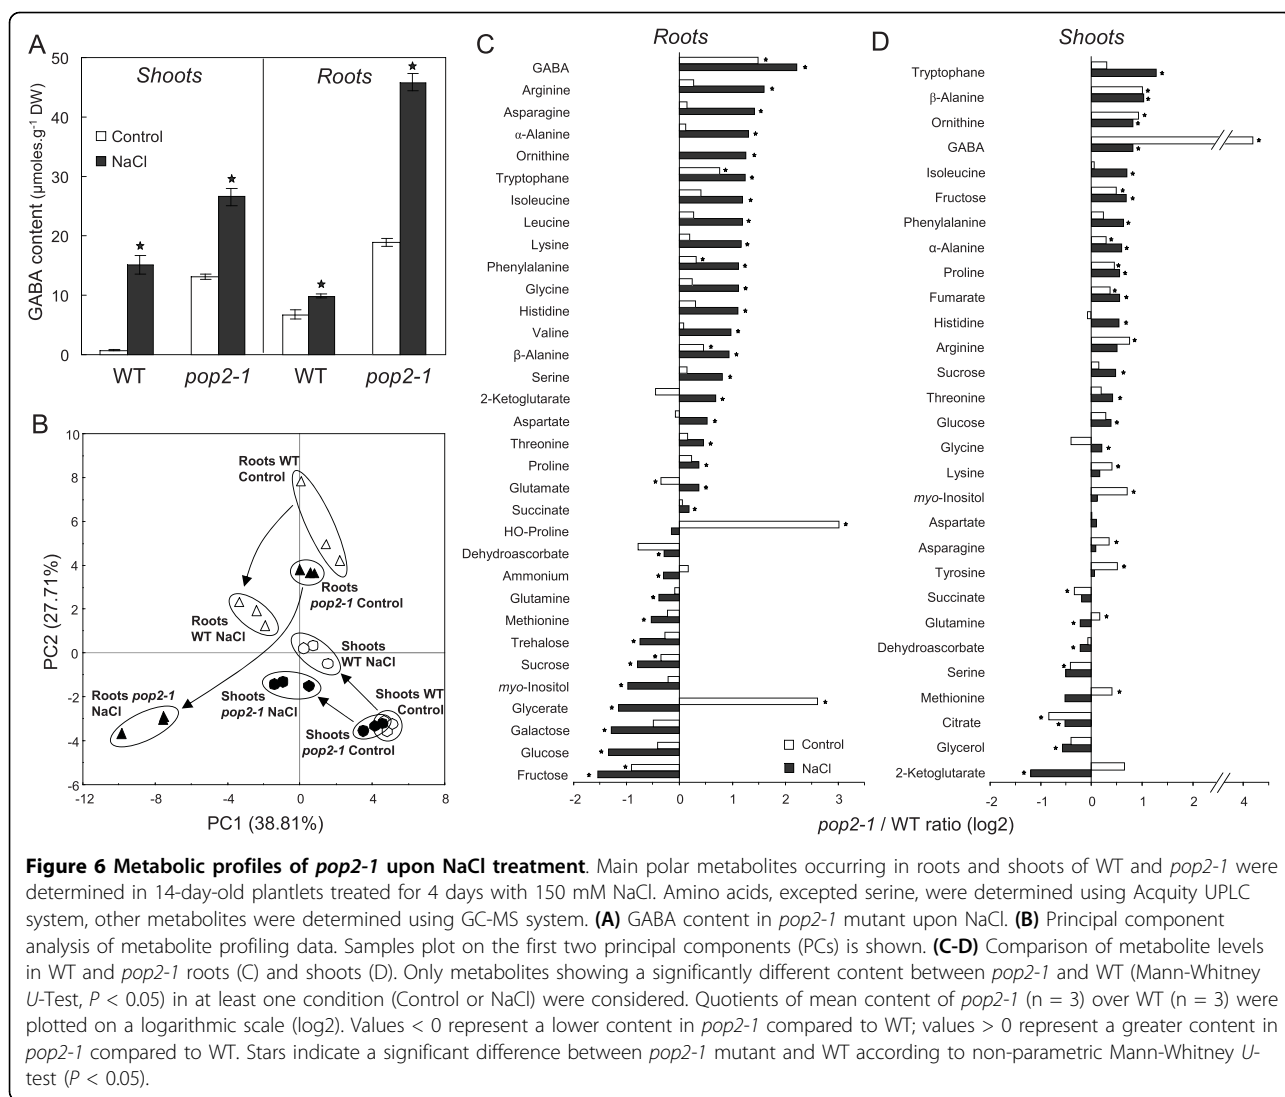 A
GABA content (μmoles.g⁻¹ DW)
50
40
30
20
10
0
Shoots
Roots
Control
NaCl
WT
pop2-1
WT
pop2-1
B
PC2 (27.71%)
10
8
6
4
2
0
-2
-4
-6
Roots WT
Control
Roots
pop2-1 Control
Roots
WT NaCl
Shoots
WT NaCl
Roots pop2-1
NaCl
Shoots
pop2-1 NaCl
Shoots WT
Control
Shoots
pop2-1 Control
-12
-8
-4
0
4
8
PC1 (38.81%)
C
Roots
GABA
Arginine
Asparagine
α-Alanine
Ornithine
Tryptophane
Isoleucine
Leucine
Lysine
Phenylalanine
Glycine
Histidine
Valine
β-Alanine
Serine
2-Ketoglutarate
Aspartate
Threonine
Proline
Glutamate
Succinate
HO-Proline
Dehydroascorbate
Ammonium
Glutamine
Methionine
Trehalose
Sucrose
myo-Inositol
Glycerate
Galactose
Glucose
Fructose
Control
NaCl
-2
-1
0
1
2
3
D
Shoots
Tryptophane
β-Alanine
Ornithine
GABA
Isoleucine
Fructose
Phenylalanine
α-Alanine
Proline
Fumarate
Histidine
Arginine
Sucrose
Threonine
Glucose
Glycine
Lysine
myo-Inositol
Aspartate
Asparagine
Tyrosine
Succinate
Glutamine
Dehydroascorbate
Serine
Methionine
Citrate
Glycerol
2-Ketoglutarate
-2
-1
0
1
2
4
pop2-1 / WT ratio (log2)
Figure 6 Metabolic profiles of pop2-1 upon NaCl treatment. Main polar metabolites occurring in roots and shoots of WT and pop2-1 were
determined in 14-day-old plantlets treated for 4 days with 150 mM NaCl. Amino acids, excepted serine, were determined using Acquity UPLC
system, other metabolites were determined using GC-MS system. (A) GABA content in pop2-1 mutant upon NaCl. (B) Principal component
analysis of metabolite profiling data. Samples plot on the first two principal components (PCs) is shown. (C-D) Comparison of metabolite levels
in WT and pop2-1 roots (C) and shoots (D). Only metabolites showing a significantly different content between pop2-1 and WT (Mann-Whitney
U-Test, P < 0.05) in at least one condition (Control or NaCl) were considered. Quotients of mean content of pop2-1 (n = 3) over WT (n = 3) were
plotted on a logarithmic scale (log2). Values < 0 represent a lower content in pop2-1 compared to WT; values > 0 represent a greater content in
pop2-1 compared to WT. Stars indicate a significant difference between pop2-1 mutant and WT according to non-parametric Mann-Whitney U-
test (P < 0.05).